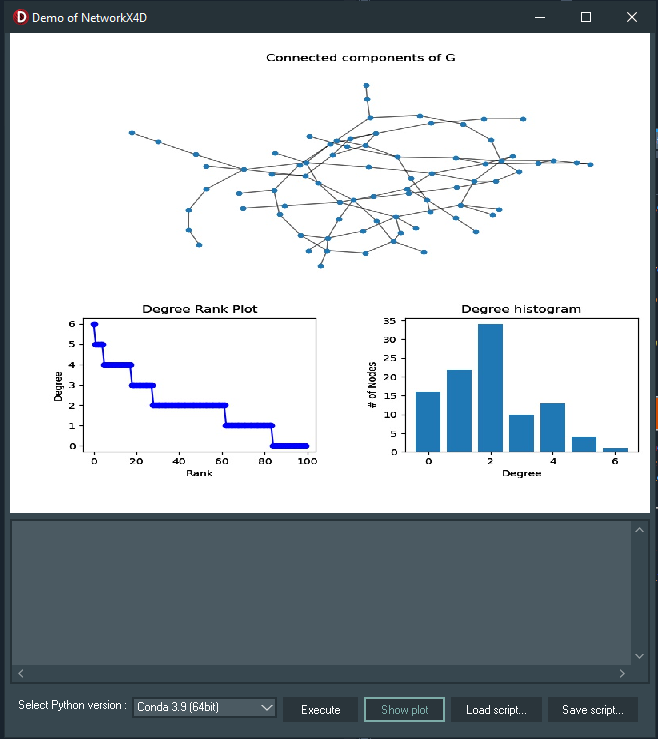 D Demo of NetworkX4D
Connected components of G
Degree Rank Plot
Degree
6
5
4
3
2
1
0
0 20 40 60 80 100
Rank
Degree histogram
# of Nodes
35
30
25
20
15
10
5
0
0 2 4 6
Degree
Select Python version : Conda 3.9 (64bit) Execute Show plot Load script... Save script...